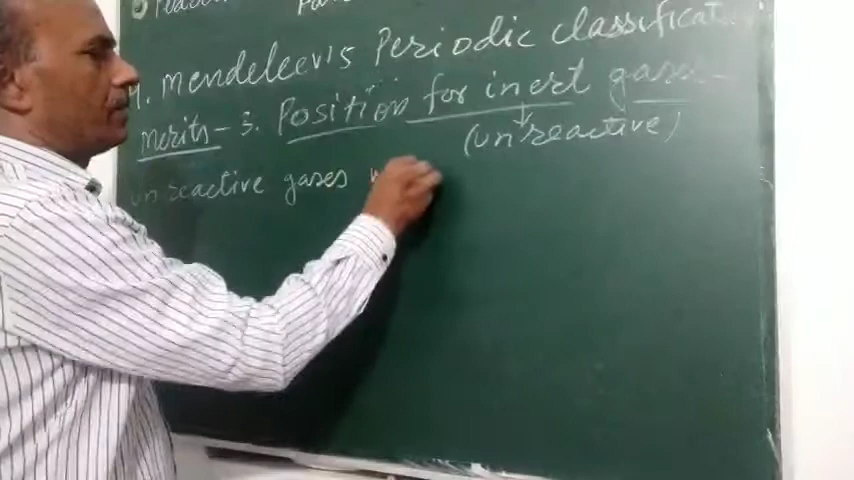 4. Mendeleev's Periodic classificat
merits - 3. Position for inert gases -
(unreactive)
unreactive gases